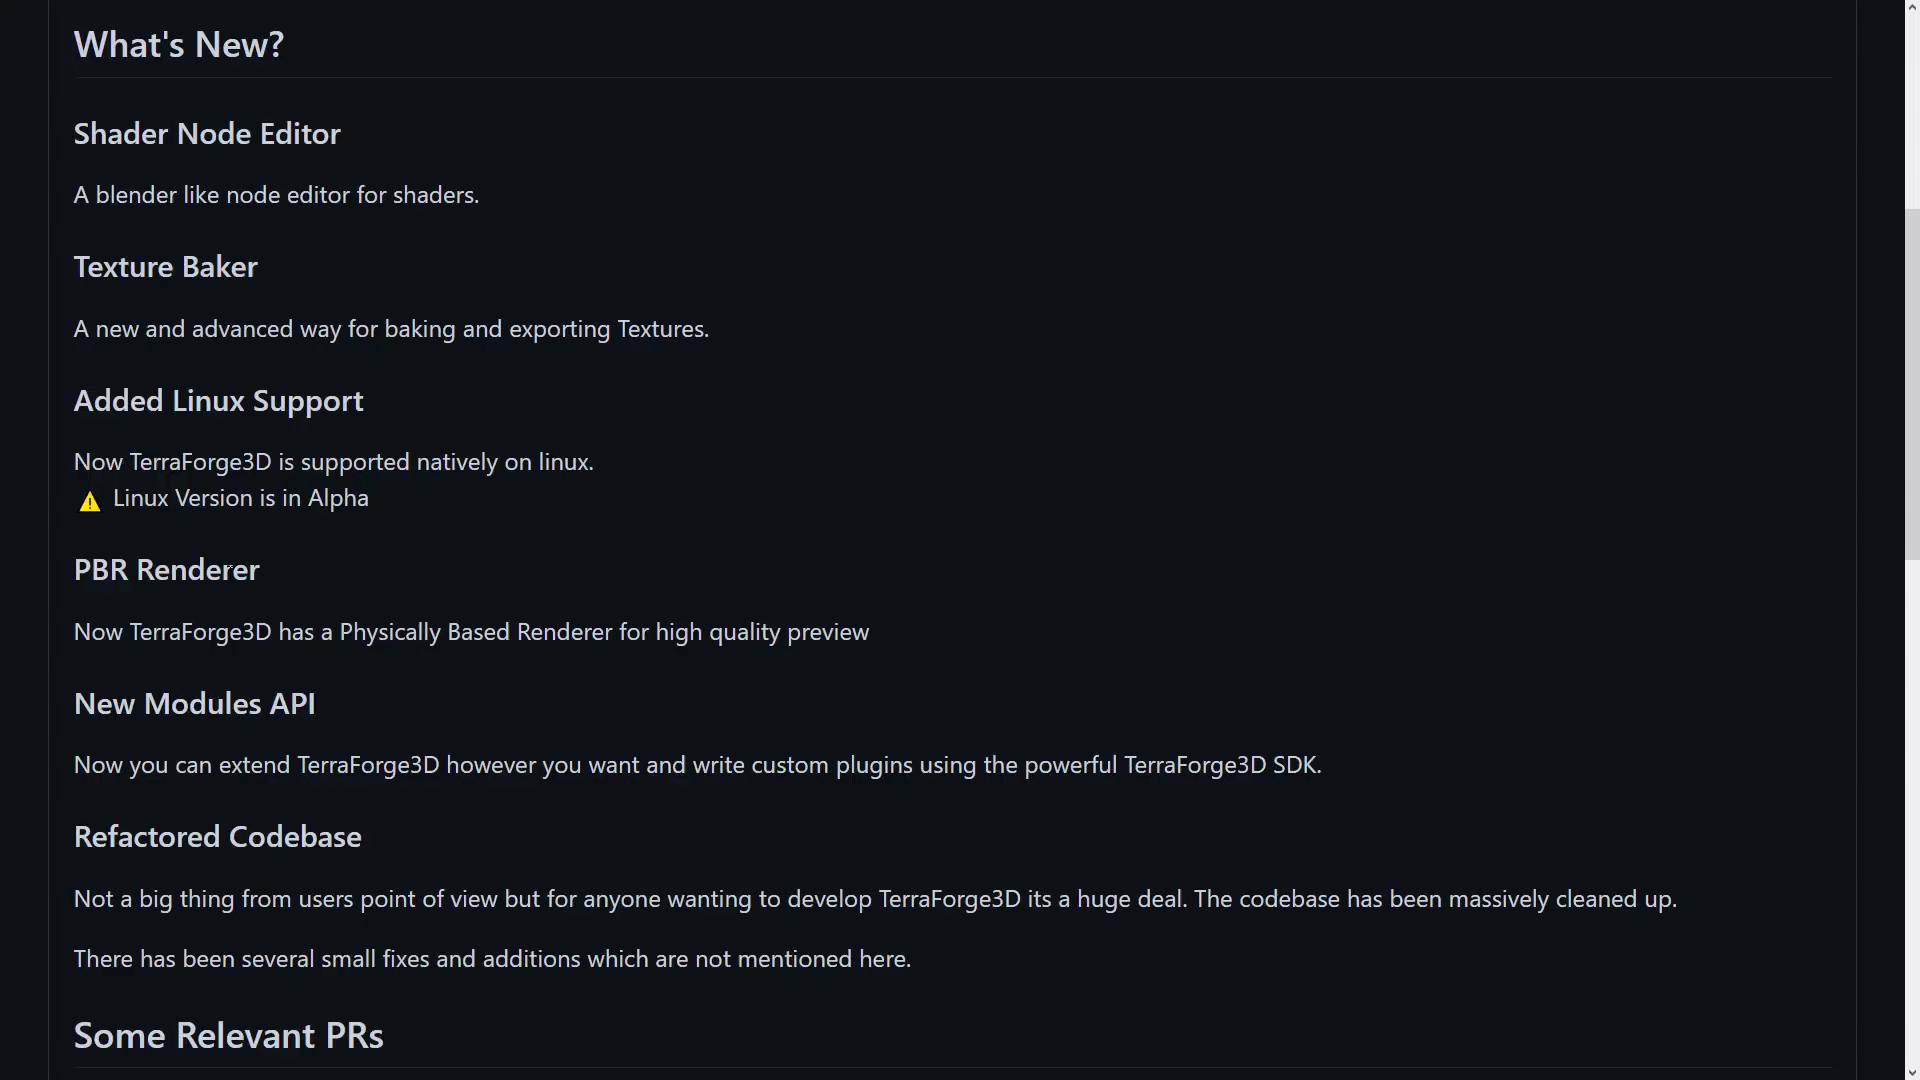 What's New?
Shader Node Editor
A blender like node editor for shaders.
Texture Baker
A new and advanced way for baking and exporting Textures.
Added Linux Support
Now TerraForge3D is supported natively on linux.
⚠ Linux Version is in Alpha
PBR Renderer
Now TerraForge3D has a Physically Based Renderer for high quality preview
New Modules API
Now you can extend TerraForge3D however you want and write custom plugins using the powerful TerraForge3D SDK.
Refactored Codebase
Not a big thing from users point of view but for anyone wanting to develop TerraForge3D its a huge deal. The codebase has been massively cleaned up.
There has been several small fixes and additions which are not mentioned here.
Some Relevant PRs